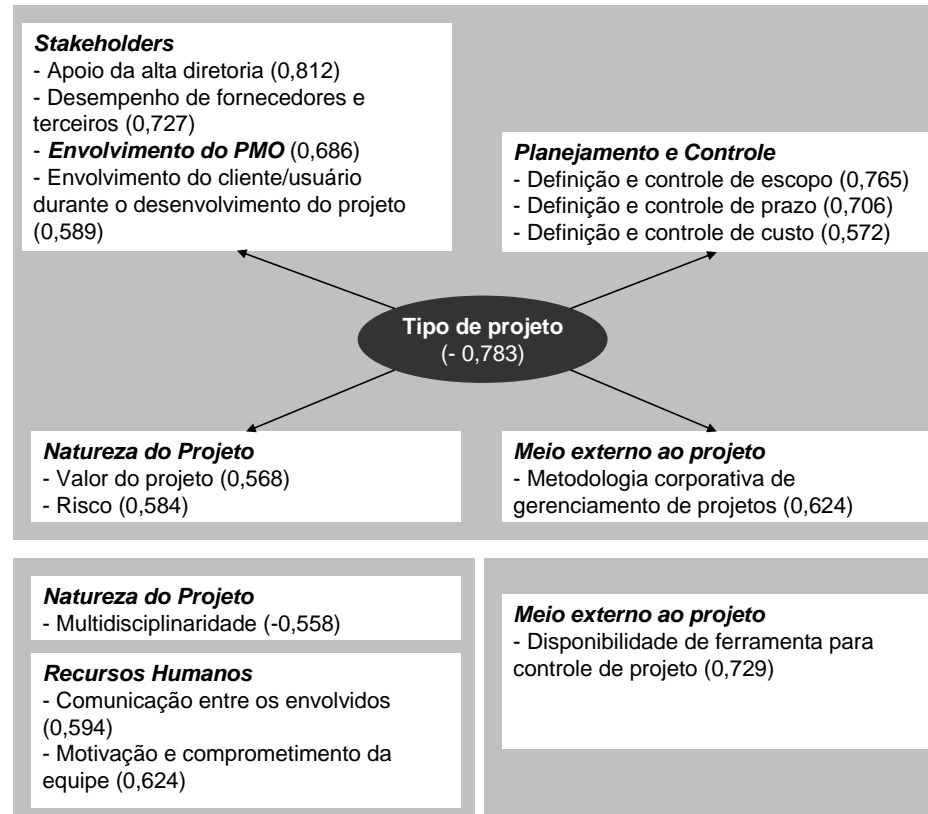 Stakeholders
- Apoio da alta diretoria (0,812)
- Desempenho de fornecedores e
terceiros (0,727)
- Envolvimento do PMO (0,686)
- Envolvimento do cliente/usuário
durante o desenvolvimento do projeto
(0,589)
Planejamento e Controle
- Definição e controle de escopo (0,765)
- Definição e controle de prazo (0,706)
- Definição e controle de custo (0,572)
Tipo de projeto
(- 0,783)
Natureza do Projeto
- Valor do projeto (0,568)
- Risco (0,584)
Meio externo ao projeto
- Metodologia corporativa de
gerenciamento de projetos (0,624)
Natureza do Projeto
- Multidisciplinaridade (-0,558)
Recursos Humanos
- Comunicação entre os envolvidos
(0,594)
- Motivação e comprometimento da
equipe (0,624)
Meio externo ao projeto
- Disponibilidade de ferramenta para
controle de projeto (0,729)